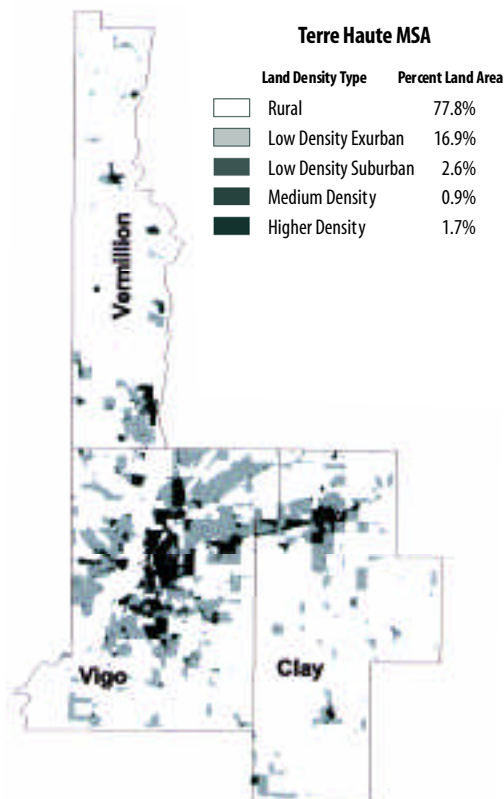 Terre Haute MSA
Land Density Type Percent Land Area
Rural 77.8%
Low Density Exurban 16.9%
Low Density Suburban 2.6%
Medium Density 0.9%
Higher Density 1.7%
Vermillion
Vigo
Clay